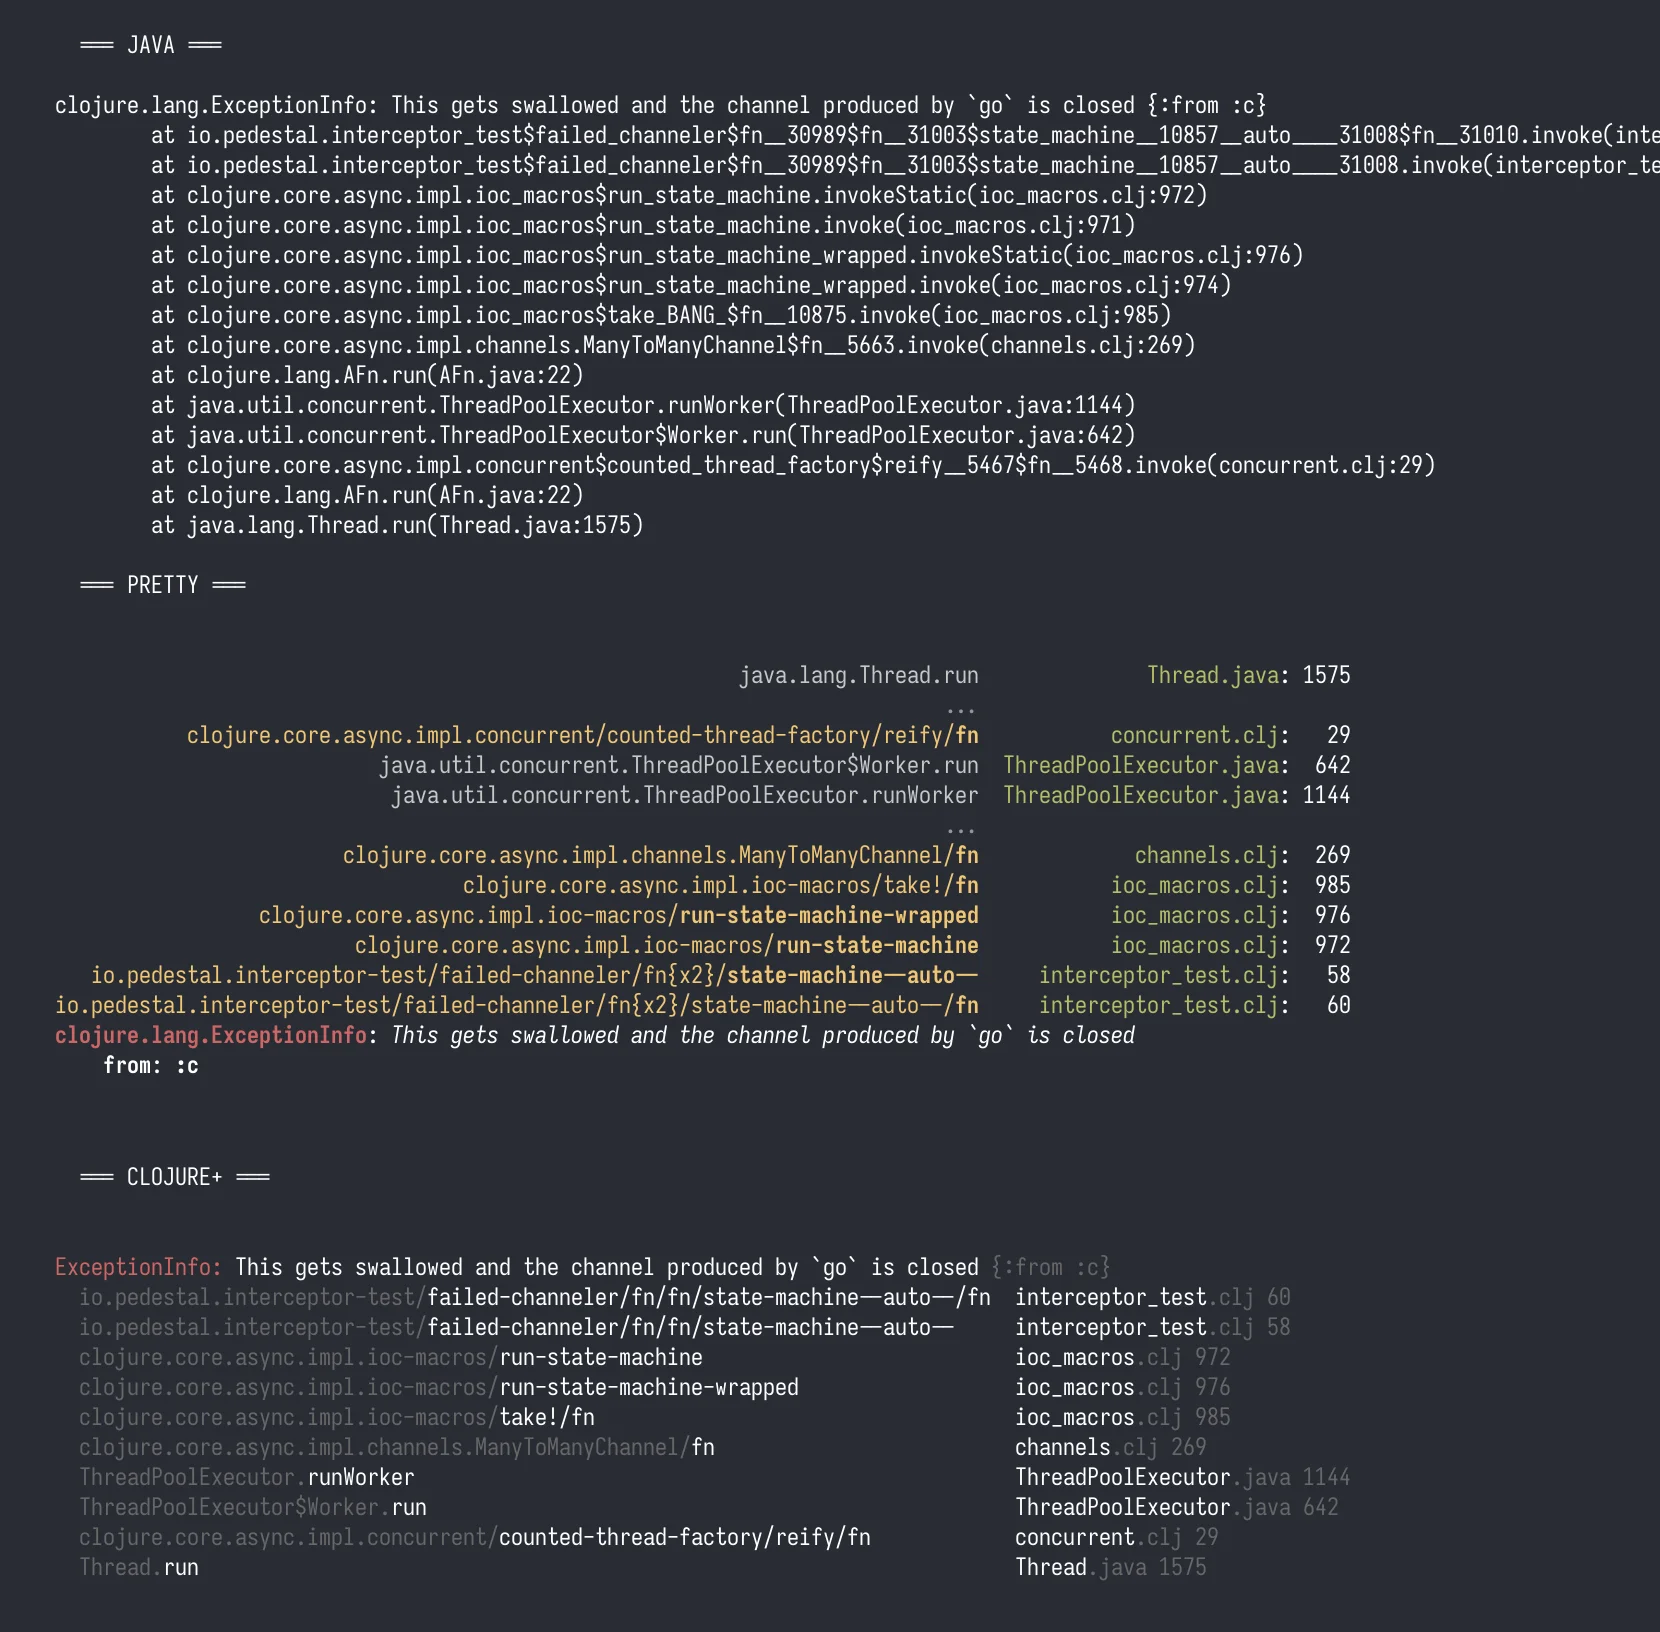 === JAVA ===
clojure.lang.ExceptionInfo: This gets swallowed and the channel produced by `go` is closed {:from :c}
at io.pedestal.interceptor_test$failed_channeler$fn__30989$fn__31003$state_machine__10857__auto____31008$fn__31010.invoke(inte
at io.pedestal.interceptor_test$failed_channeler$fn__30989$fn__31003$state_machine__10857__auto____31008.invoke(interceptor_te
at clojure.core.async.impl.ioc_macros$run_state_machine.invokeStatic(ioc_macros.clj:972)
at clojure.core.async.impl.ioc_macros$run_state_machine.invoke(ioc_macros.clj:971)
at clojure.core.async.impl.ioc_macros$run_state_machine_wrapped.invokeStatic(ioc_macros.clj:976)
at clojure.core.async.impl.ioc_macros$run_state_machine_wrapped.invoke(ioc_macros.clj:974)
at clojure.core.async.impl.ioc_macros$take_BANG_$fn__10875.invoke(ioc_macros.clj:985)
at clojure.core.async.impl.channels.ManyToManyChannel$fn__5663.invoke(channels.clj:269)
at clojure.lang.AFn.run(AFn.java:22)
at java.util.concurrent.ThreadPoolExecutor.runWorker(ThreadPoolExecutor.java:1144)
at java.util.concurrent.ThreadPoolExecutor$Worker.run(ThreadPoolExecutor.java:642)
at clojure.core.async.impl.concurrent$counted_thread_factory$reify__5467$fn__5468.invoke(concurrent.clj:29)
at clojure.lang.AFn.run(AFn.java:22)
at java.lang.Thread.run(Thread.java:1575)
=== PRETTY ===
java.lang.Thread.run Thread.java: 1575
...
clojure.core.async.impl.concurrent/counted-thread-factory/reify/fn concurrent.clj: 29
java.util.concurrent.ThreadPoolExecutor$Worker.run ThreadPoolExecutor.java: 642
java.util.concurrent.ThreadPoolExecutor.runWorker ThreadPoolExecutor.java: 1144
...
clojure.core.async.impl.channels.ManyToManyChannel/fn channels.clj: 269
clojure.core.async.impl.ioc-macros/take!/fn ioc_macros.clj: 985
clojure.core.async.impl.ioc-macros/run-state-machine-wrapped ioc_macros.clj: 976
clojure.core.async.impl.ioc-macros/run-state-machine ioc_macros.clj: 972
io.pedestal.interceptor-test/failed-channeler/fn{x2}/state-machine--auto-- interceptor_test.clj: 58
io.pedestal.interceptor-test/failed-channeler/fn{x2}/state-machine--auto--/fn interceptor_test.clj: 60
clojure.lang.ExceptionInfo: This gets swallowed and the channel produced by `go` is closed
from: :c
=== CLOJURE+ ===
ExceptionInfo: This gets swallowed and the channel produced by `go` is closed {:from :c}
io.pedestal.interceptor-test/failed-channeler/fn/fn/state-machine--auto--/fn interceptor_test.clj 60
io.pedestal.interceptor-test/failed-channeler/fn/fn/state-machine--auto-- interceptor_test.clj 58
clojure.core.async.impl.ioc-macros/run-state-machine ioc_macros.clj 972
clojure.core.async.impl.ioc-macros/run-state-machine-wrapped ioc_macros.clj 976
clojure.core.async.impl.ioc-macros/take!/fn ioc_macros.clj 985
clojure.core.async.impl.channels.ManyToManyChannel/fn channels.clj 269
ThreadPoolExecutor.runWorker ThreadPoolExecutor.java 1144
ThreadPoolExecutor$Worker.run ThreadPoolExecutor.java 642
clojure.core.async.impl.concurrent/counted-thread-factory/reify/fn concurrent.clj 29
Thread.run Thread.java 1575